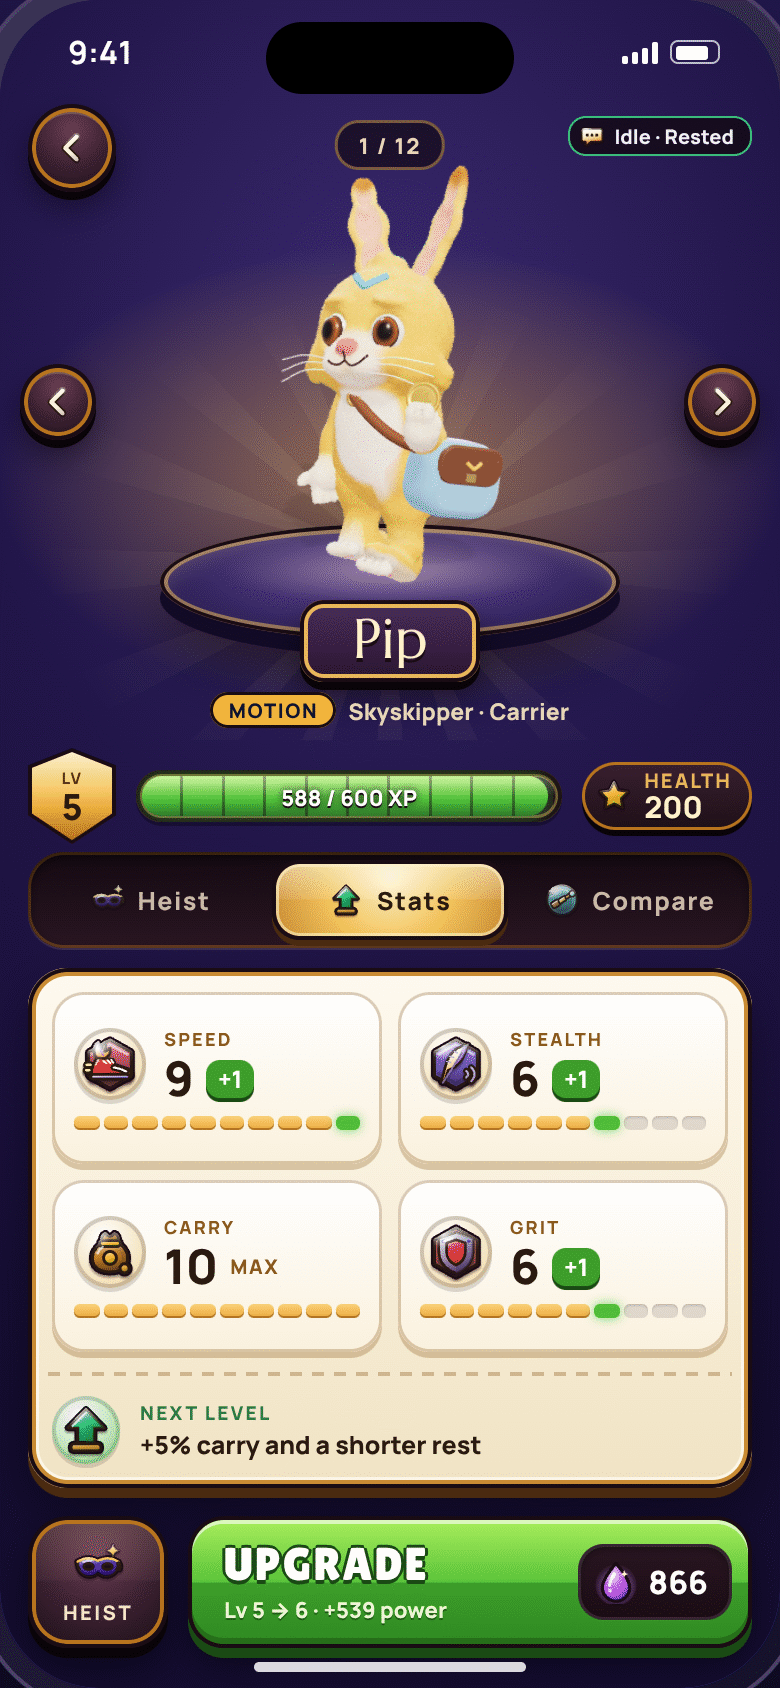 9:41
1 / 12
Idle · Rested
Pip
MOTION Skyskipper · Carrier
LV
5
588 / 600 XP
HEALTH
200
Heist
Stats
Compare
SPEED
9 +1
STEALTH
6 +1
CARRY
10 MAX
GRIT
6 +1
NEXT LEVEL
+5% carry and a shorter rest
HEIST
UPGRADE
Lv 5 → 6 · +539 power
866